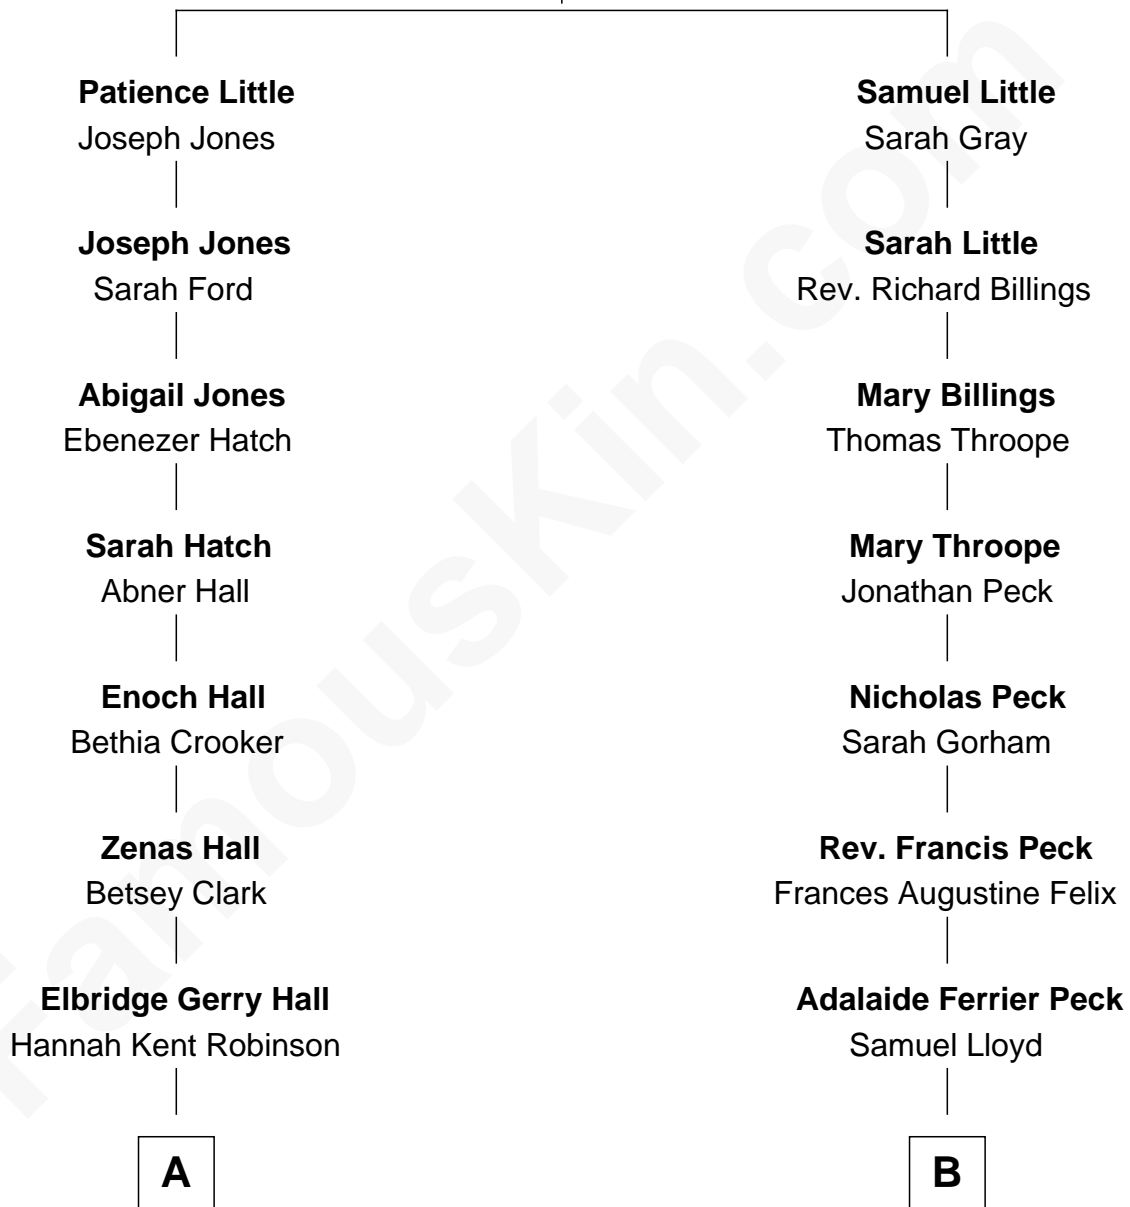 Patience Little
Joseph Jones
Joseph Jones
Sarah Ford
Abigail Jones
Ebenezer Hatch
Sarah Hatch
Abner Hall
Enoch Hall
Bethia Crooker
Zenas Hall
Betsey Clark
Elbridge Gerry Hall
Hannah Kent Robinson
A
Samuel Little
Sarah Gray
Sarah Little
Rev. Richard Billings
Mary Billings
Thomas Throope
Mary Throope
Jonathan Peck
Nicholas Peck
Sarah Gorham
Rev. Francis Peck
Frances Augustine Felix
Adalaide Ferrier Peck
Samuel Lloyd
B
FamousKin.com